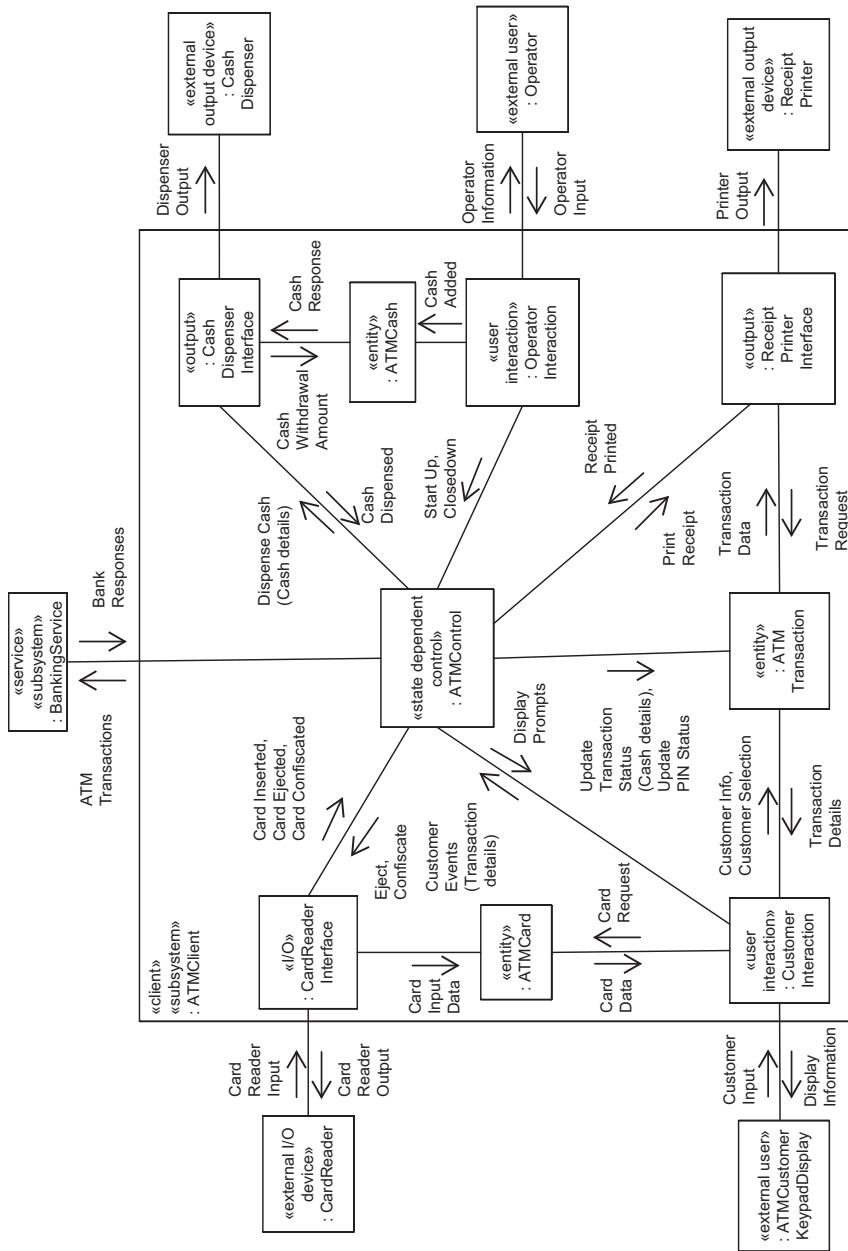 «external
output device»
: Cash
Dispenser
«external user»
: Operator
«external output
device»
: Receipt
Printer
Dispenser
Output
Operator
Information
Operator
Input
Printer
Output
«output»
: Cash
Dispenser
Interface
Cash
Response
Cash
Withdrawal
Amount
«entity»
: ATMCash
Cash
Added
«user
interaction»
: Operator
Interaction
«output»
: Receipt
Printer
Interface
Dispense Cash
(Cash details)
Cash
Dispensed
Start Up,
Closedown
Receipt
Printed
Print
Receipt
Transaction
Data
Transaction
Request
«service»
«subsystem»
: BankingService
Bank
Responses
ATM
Transactions
«state dependent
control»
: ATMControl
«entity»
: ATM
Transaction
Card Inserted,
Card Ejected,
Card Confiscated
Eject,
Confiscate
Customer
Events
(Transaction
details)
Display
Prompts
Update
Transaction
Status
(Cash details),
Update
PIN Status
Customer Info,
Customer Selection
Transaction
Details
«client»
«subsystem»
: ATMClient
«I/O»
: CardReader
Interface
Card
Input
Data
«entity»
: ATMCard
Card
Request
Card
Data
«user
interaction»
: Customer
Interaction
Card
Reader
Input
Card
Reader
Output
Customer
Input
Display
Information
«external I/O
device»
: CardReader
«external user»
: ATMCustomer
KeypadDisplay